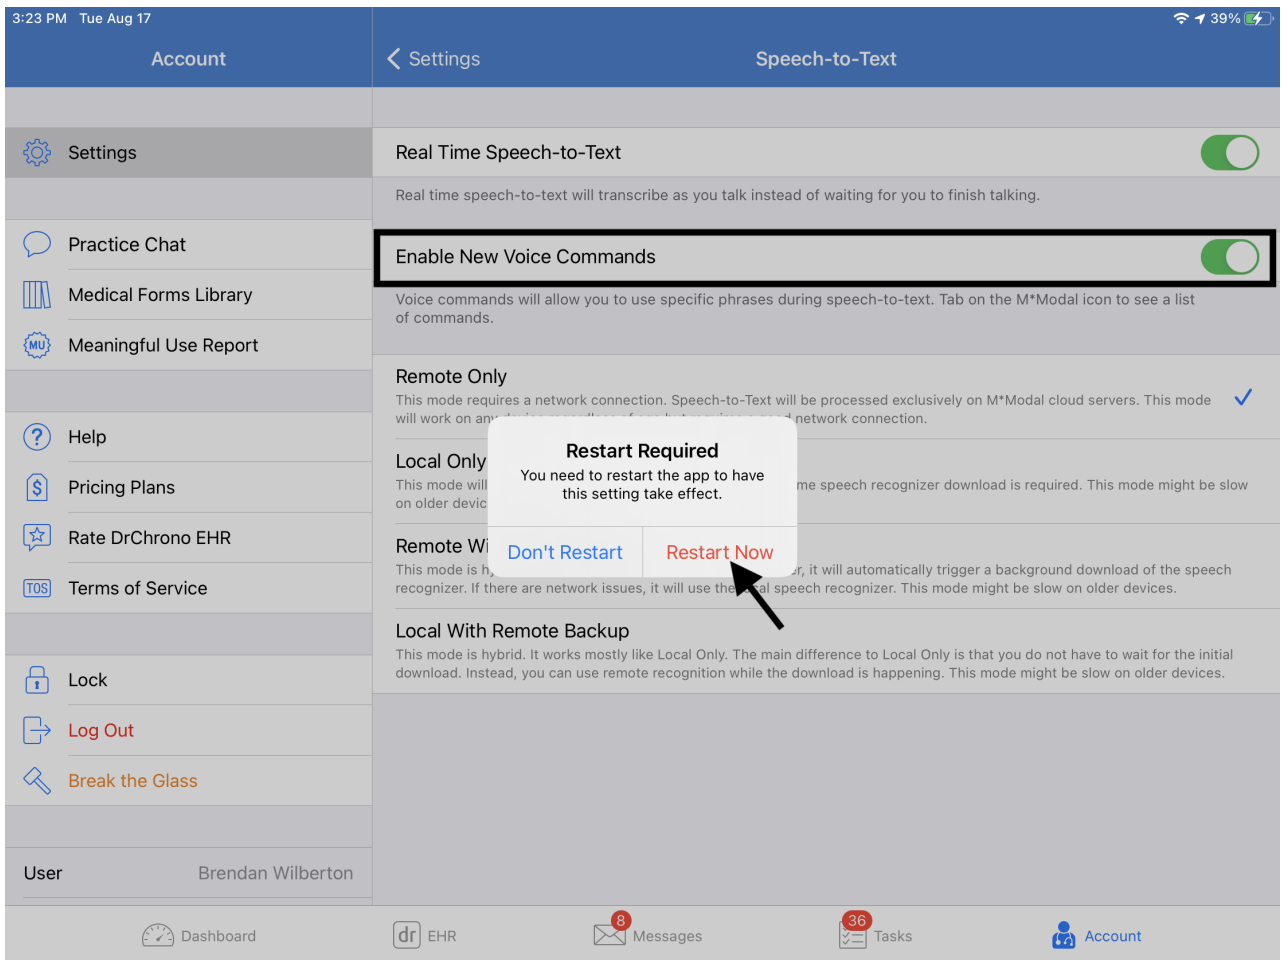 3:23 PM Tue Aug 17
39%
Account
Settings
Speech-to-Text
Settings
Practice Chat
Medical Forms Library
MU
Meaningful Use Report
?
Help
$
Pricing Plans
Rate DrChrono EHR
TOS
Terms of Service
Lock
Log Out
Break the Glass
User
Brendan Wilberton
Real Time Speech-to-Text
Real time speech-to-text will transcribe as you talk instead of waiting for you to finish talking.
Enable New Voice Commands
Voice commands will allow you to use specific phrases during speech-to-text. Tab on the M*Modal icon to see a list
of commands.
Remote Only
This mode requires a network connection. Speech-to-Text will be processed exclusively on M*Modal cloud servers. This mode
will work on any device regardless of age but requires a good network connection.
Local Only
This mode will
me speech recognizer download is required. This mode might be slow
on older devic
Remote Wi
This mode is hy
r, it will automatically trigger a background download of the speech
recognizer. If there are network issues, it will use the local speech recognizer. This mode might be slow on older devices.
Local With Remote Backup
This mode is hybrid. It works mostly like Local Only. The main difference to Local Only is that you do not have to wait for the initial
download. Instead, you can use remote recognition while the download is happening. This mode might be slow on older devices.
Restart Required
You need to restart the app to have
this setting take effect.
Don't Restart
Restart Now
Dashboard
dr
EHR
8
Messages
36
Tasks
Account